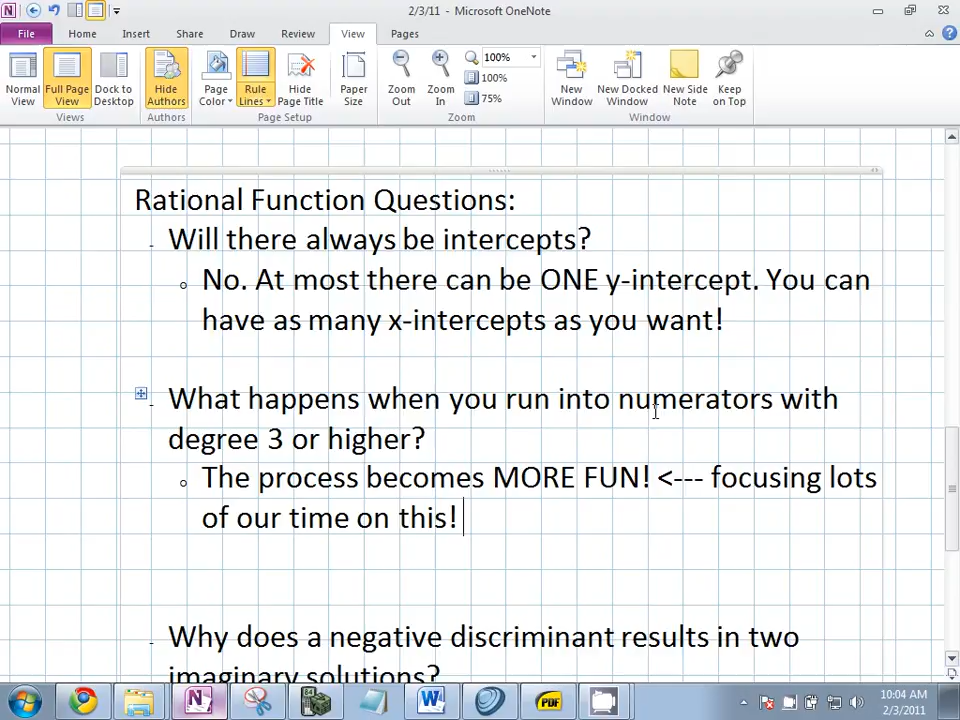 2/3/11 - Microsoft OneNote
File Home Insert Share Draw Review View Pages
100%
100%
75%
Normal View
Full Page View
Dock to Desktop
Hide Authors
Page Color
Rule Lines
Hide Page Title
Paper Size
Zoom Out
Zoom In
New Window
New Docked Window
New Side Note
Keep on Top
Views Authors Page Setup Zoom Window
Rational Function Questions:
- Will there always be intercepts?
o No. At most there can be ONE y-intercept. You can
have as many x-intercepts as you want!
- What happens when you run into numerators with
degree 3 or higher?
o The process becomes MORE FUN! <--- focusing lots
of our time on this!
- Why does a negative discriminant results in two
imaginary solutions?
84
W
PDF
10:04 AM
2/3/2011